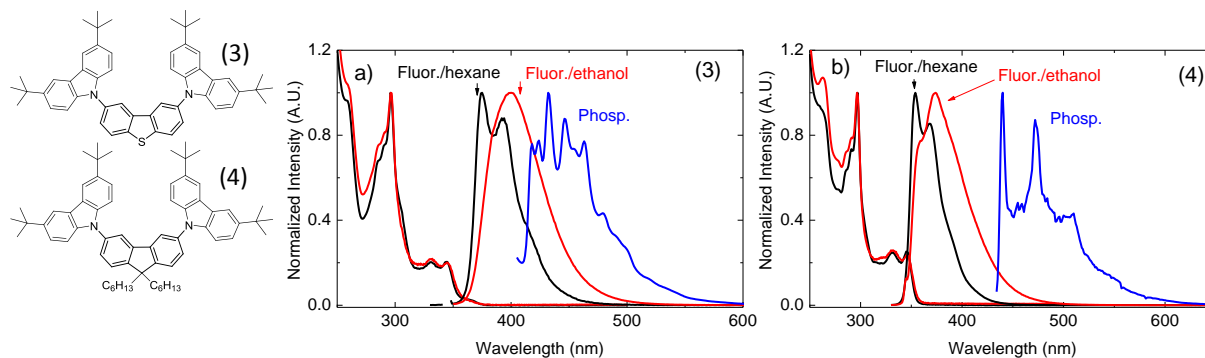 (3)
N
N
S
(4)
N
N
C₆H₁₃ C₆H₁₃
a)
(3)
Fluor./hexane
Fluor./ethanol
Phosp.
Normalized Intensity (A.U.)
1.2
0.8
0.4
0.0
300 400 500 600
Wavelength (nm)
b)
(4)
Fluor./hexane
Fluor./ethanol
Phosp.
Normalized Intensity (A.U.)
1.2
0.8
0.4
0.0
300 400 500 600
Wavelength (nm)